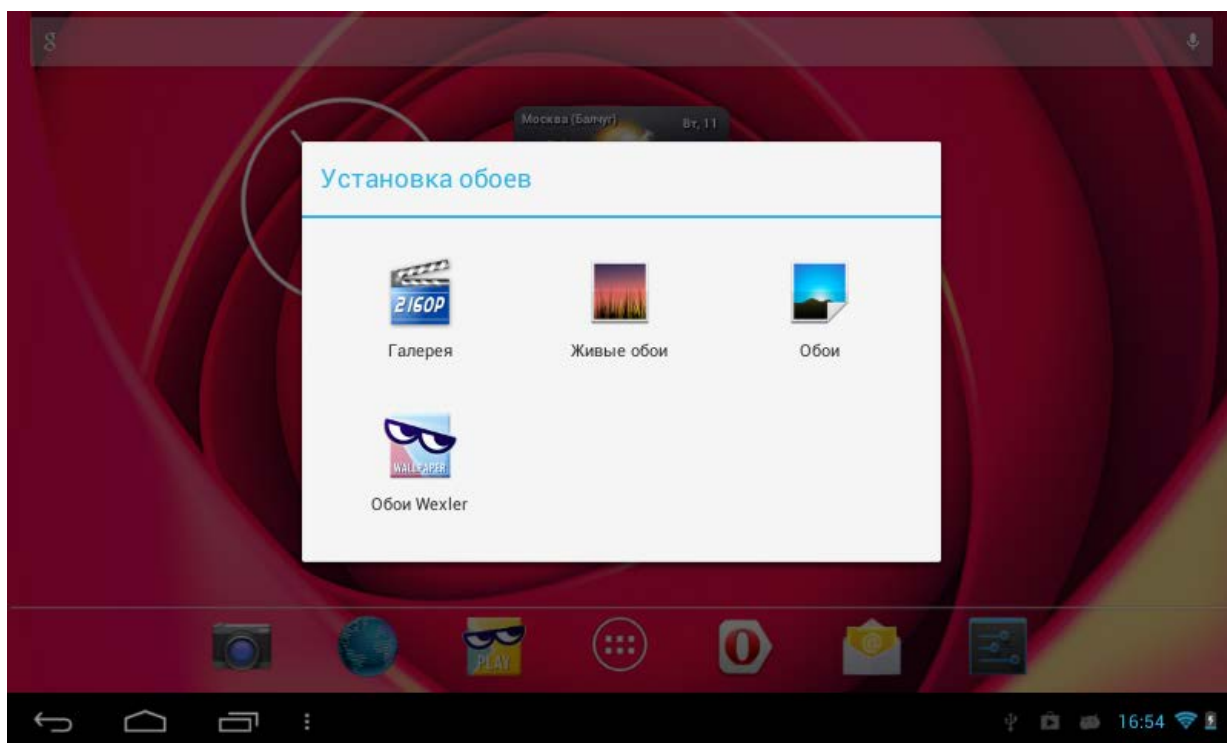 g
Москва (Балчуг)
Вт, 11
Установка обоев
2160P
Галерея
Живые обои
Обои
WALLPAPER
Обои Wexler
PLAY
@
16:54